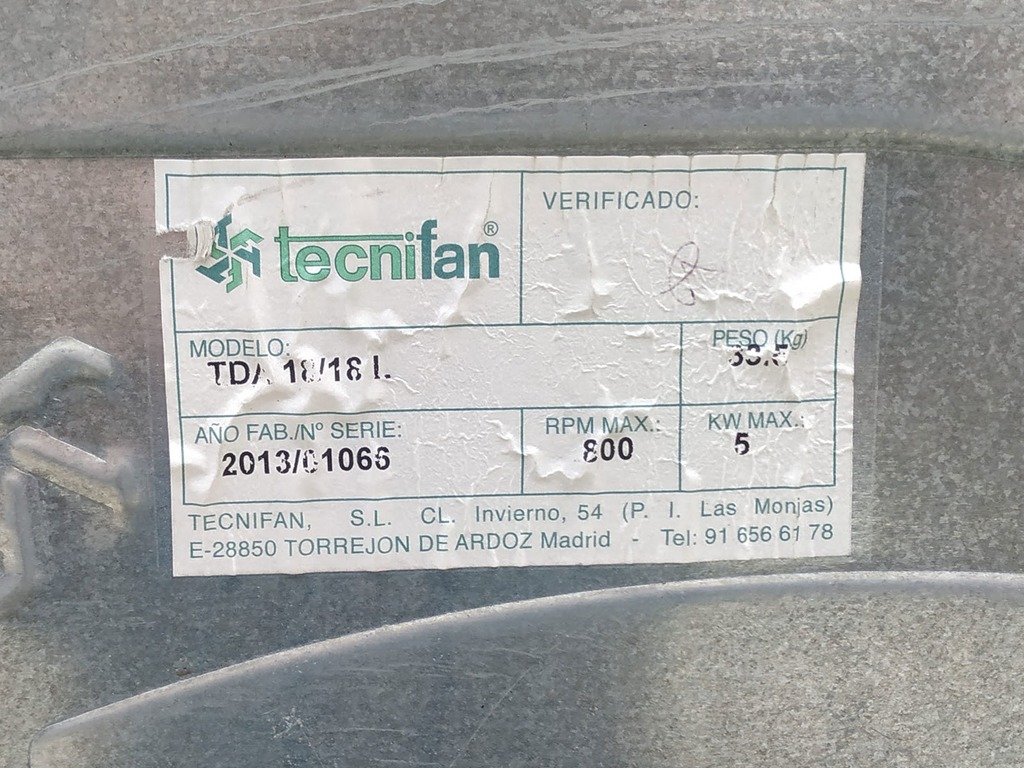 tecnifan®
VERIFICADO:
MODELO:
TDA 18/18 L
PESO (Kg)
AÑO FAB./Nº SERIE:
2013/01066
RPM MAX.:
800
KW MAX.:
5
TECNIFAN, S.L. CL. Invierno, 54 (P. I. Las Monjas)
E-28850 TORREJON DE ARDOZ Madrid - Tel: 91 656 61 78